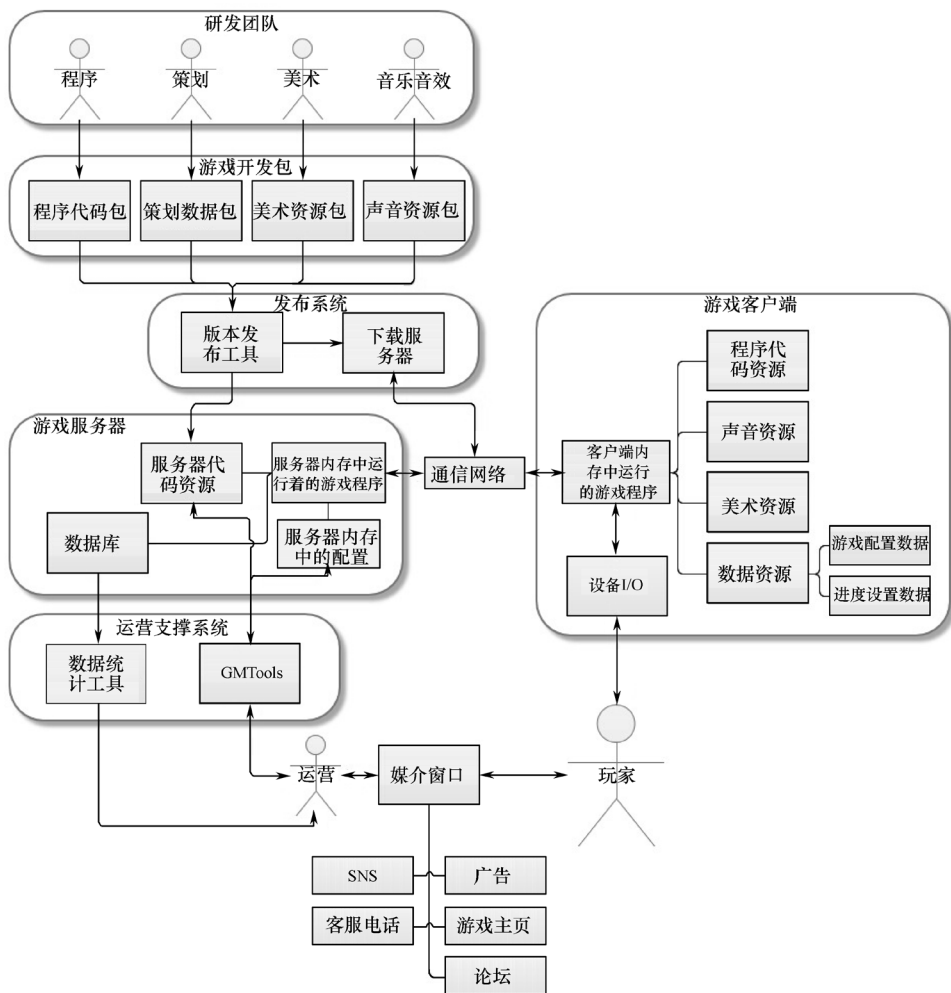 研发团队
程序
策划
美术
音乐音效
游戏开发包
程序代码包
策划数据包
美术资源包
声音资源包
发布系统
版本发
布工具
下载服
务器
游戏客户端
程序代
码资源
声音资源
美术资源
数据资源
游戏配置数据
进度设置数据
客户端内
存中运行
的游戏程序
设备I/O
通信网络
游戏服务器
服务器代
码资源
服务器内存中运
行着的游戏程序
服务器内存
中的配置
数据库
运营支撑系统
数据统
计工具
GMTools
运营
媒介窗口
玩家
SNS
广告
客服电话
游戏主页
论坛